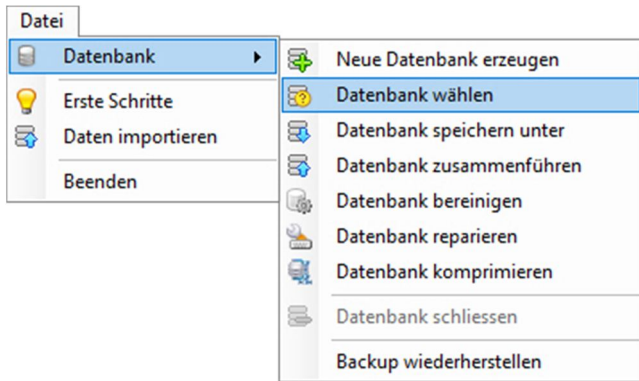 Datei
Datenbank
Erste Schritte
Daten importieren
Beenden
Neue Datenbank erzeugen
Datenbank wählen
Datenbank speichern unter
Datenbank zusammenführen
Datenbank bereinigen
Datenbank reparieren
Datenbank komprimieren
Datenbank schliessen
Backup wiederherstellen